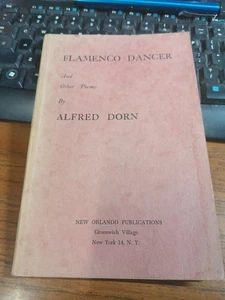 FLAMENCO DANCER
And
Other Poems
By
ALFRED DORN
NEW ORLANDO PUBLICATIONS
Greenwich Village
New York 14, N. Y.